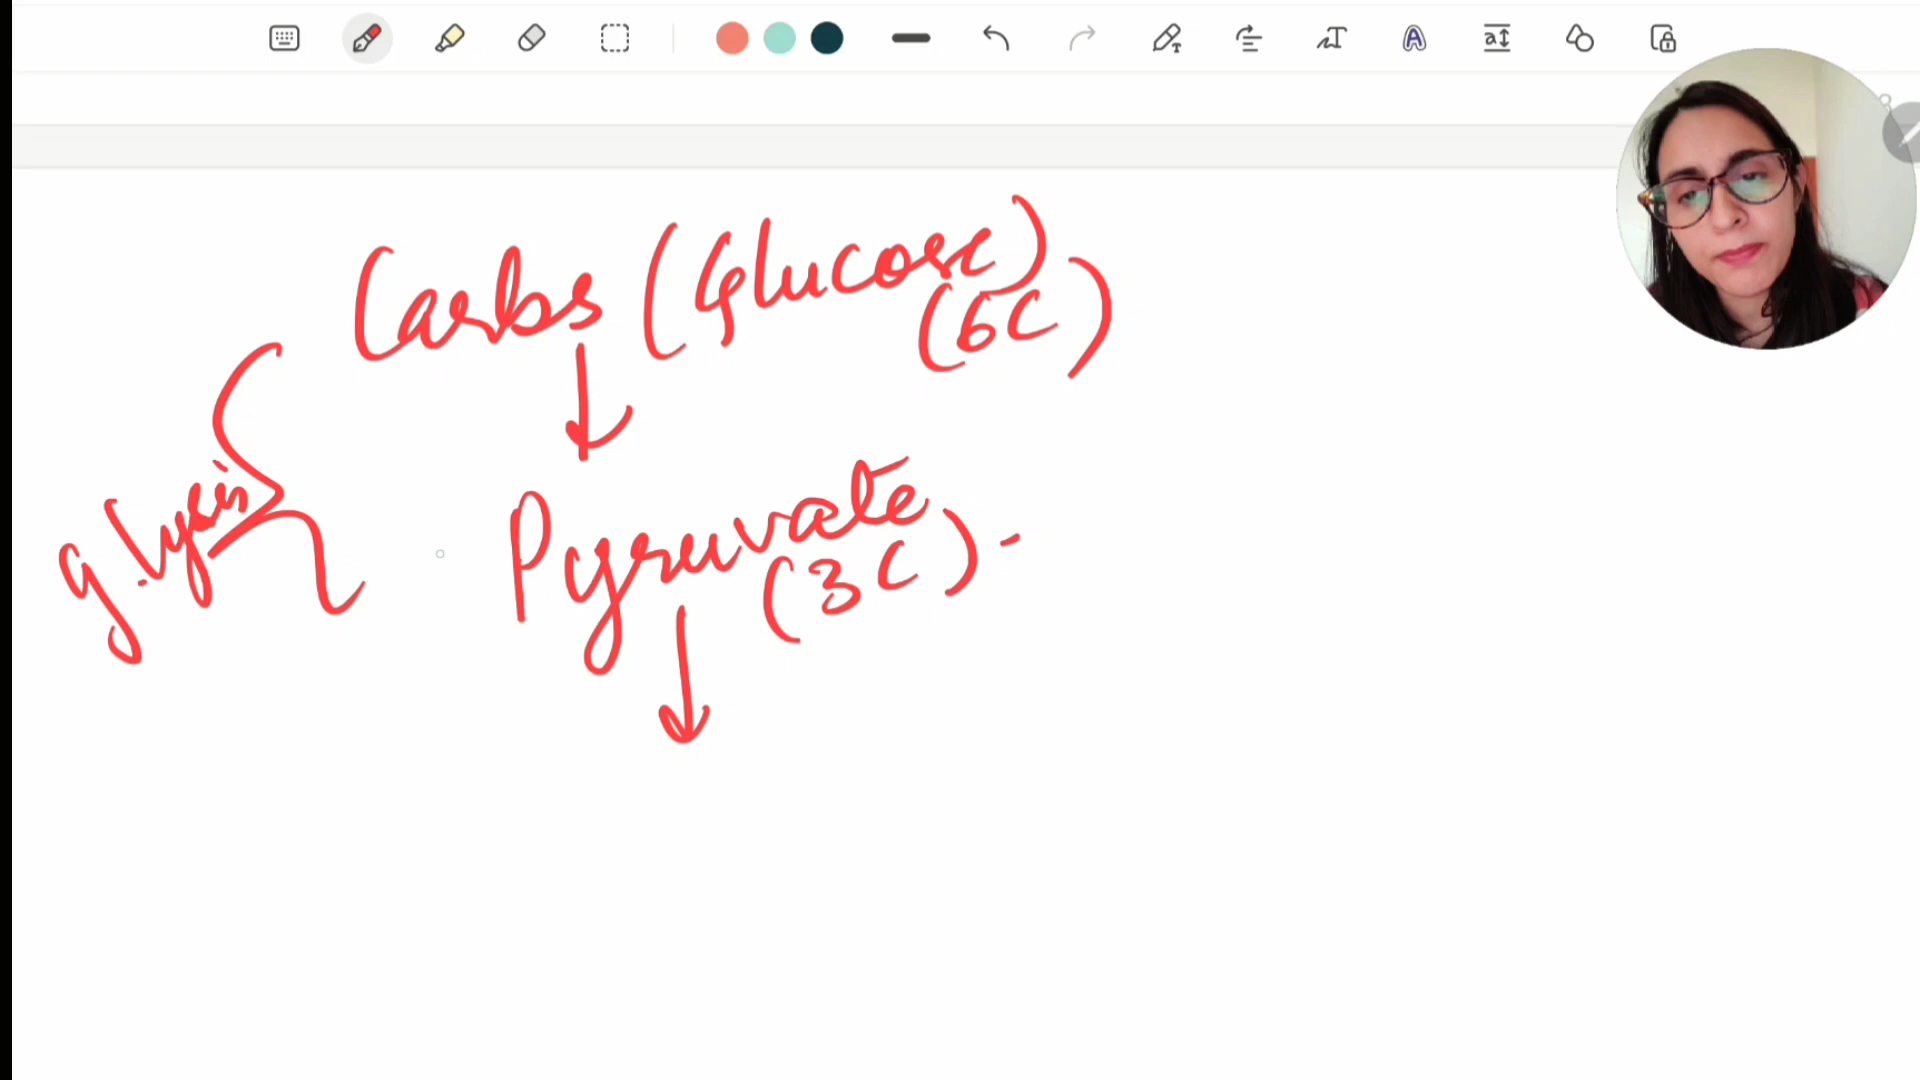 Carbs (Glucose)
(6C)
g.lysis
Pyruvate
(3C) -